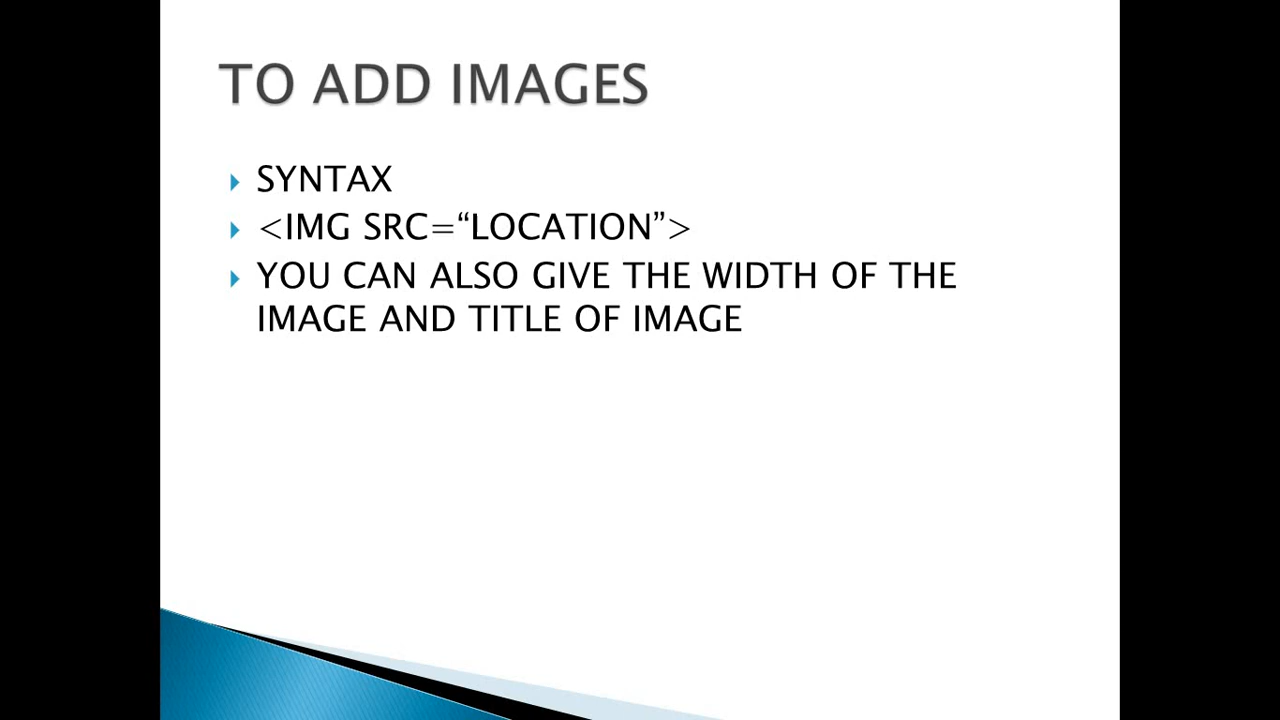 TO ADD IMAGES
SYNTAX
<IMG SRC=“LOCATION”>
YOU CAN ALSO GIVE THE WIDTH OF THE
IMAGE AND TITLE OF IMAGE